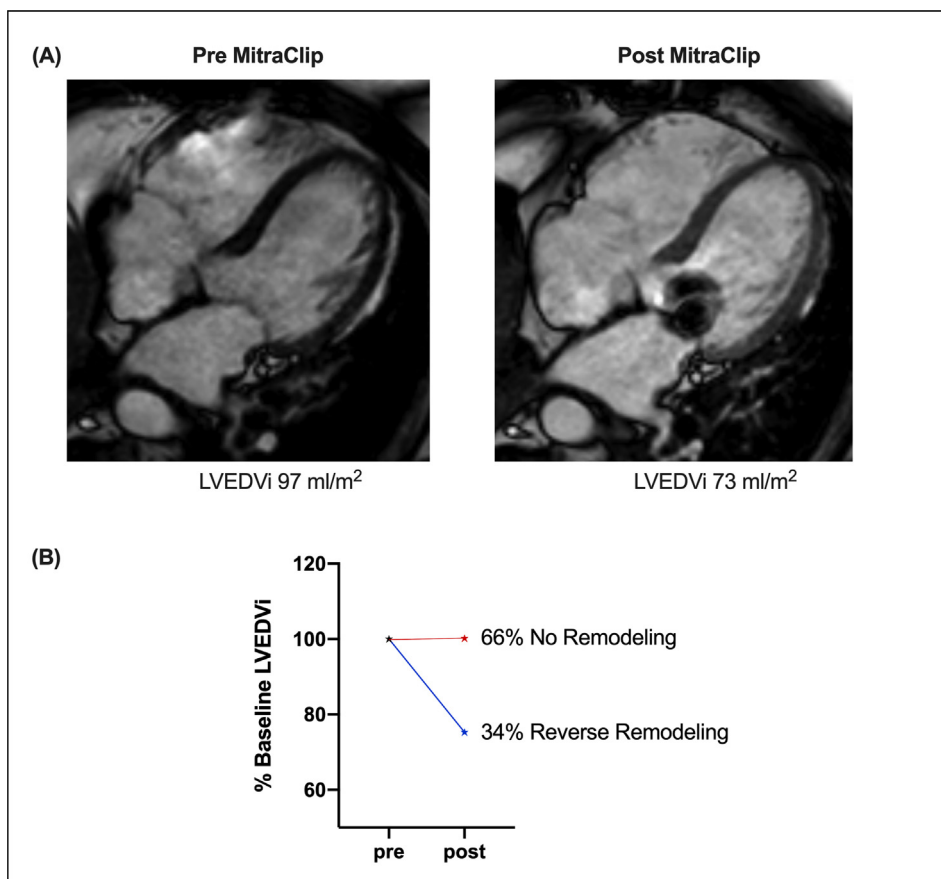 (A)
Pre MitraClip
Post MitraClip
LVEDVi 97 ml/m²
LVEDVi 73 ml/m²
(B)
% Baseline LVEDVi
120
100
80
60
66% No Remodeling
34% Reverse Remodeling
pre
post